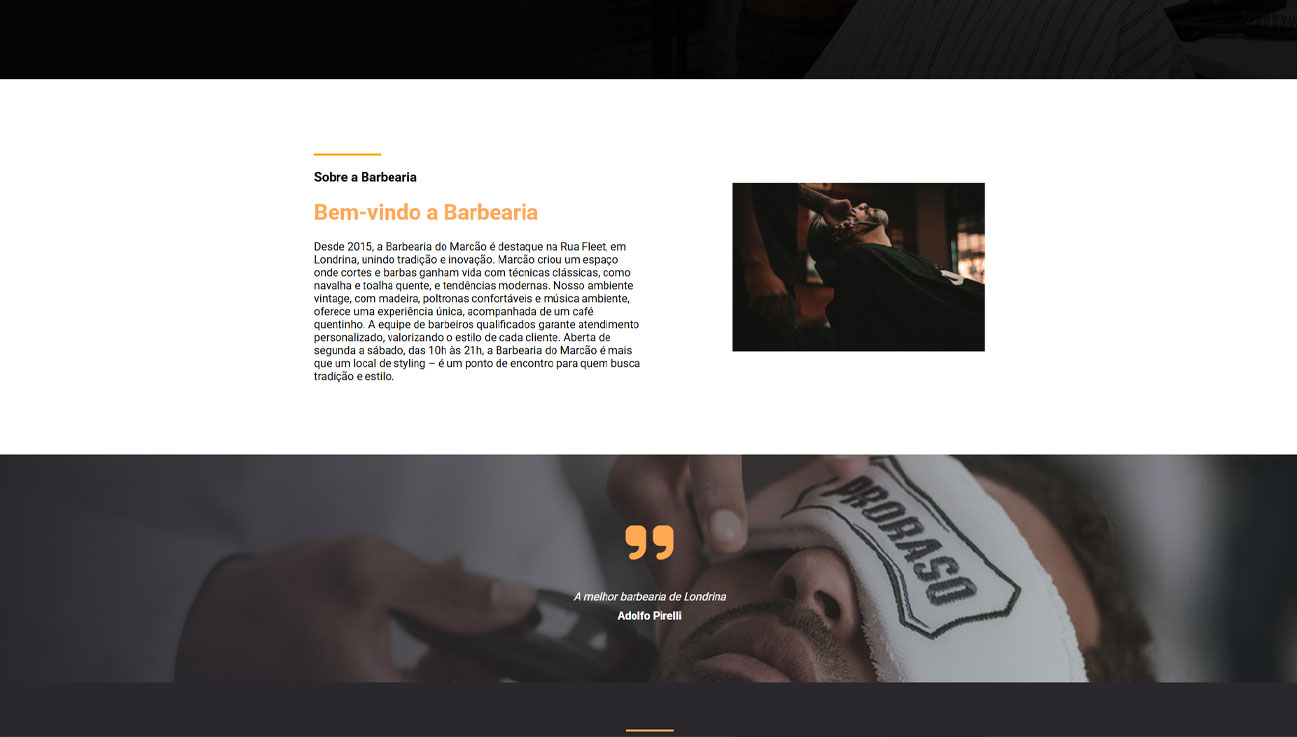 Sobre a Barbearia
Bem-vindo a Barbearia
Desde 2015, a Barbearia do Marcão é destaque na Rua Fleet, em
Londrina, unindo tradição e inovação. Marcão criou um espaço
onde cortes e barbas ganham vida com técnicas clássicas, como
navalha e toalha quente, e tendências modernas. Nosso ambiente
vintage, com madeira, poltronas confortáveis e música ambiente,
oferece uma experiência única, acompanhada de um café
quentinho. A equipe de barbeiros qualificados garante atendimento
personalizado, valorizando o estilo de cada cliente. Aberta de
segunda a sábado, das 10h às 21h, a Barbearia do Marcão é mais
que um local de styling – é um ponto de encontro para quem busca
tradição e estilo.
PRORASO
A melhor barbearia de Londrina
Adolfo Pirelli